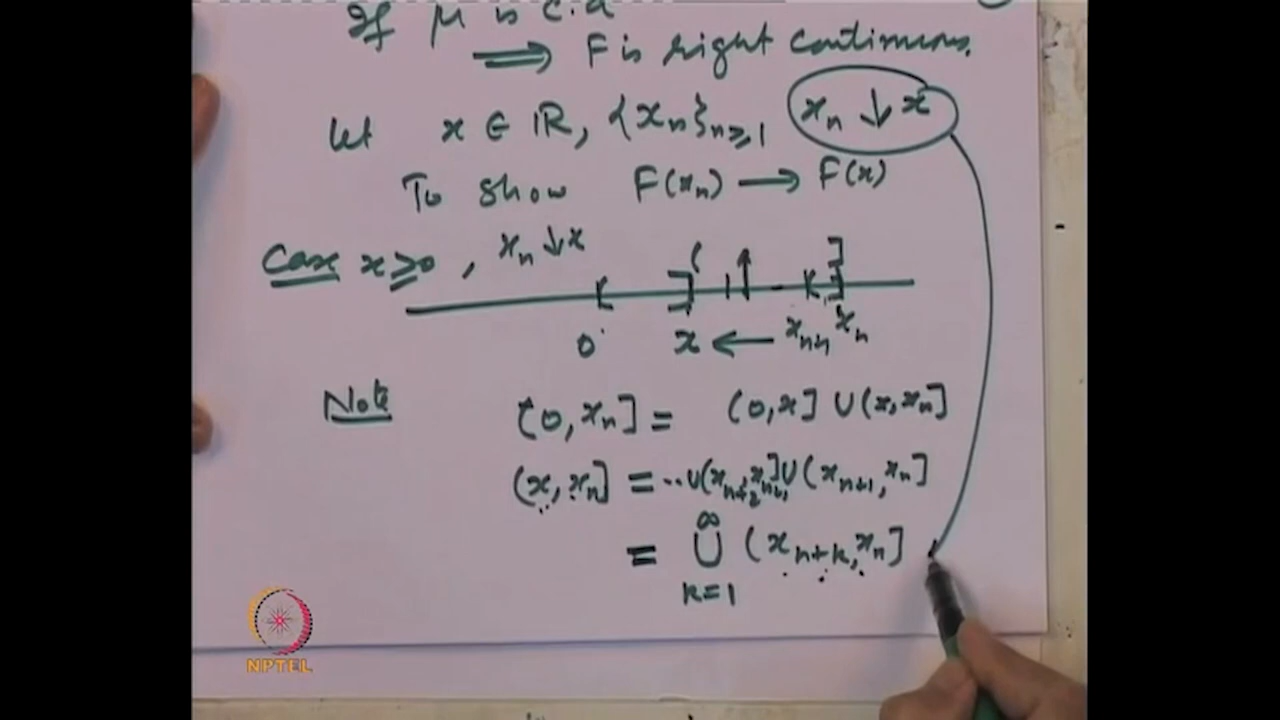 If μ is c.a
⟹ F is right continuous.
Let x ∈ ℝ, {xₙ}ₙ≥₁ xₙ ↓ x
To show F(xₙ) ⟶ F(x)
Case x ≥ 0, xₙ ↓ x
0 x ⟵ xₙ₊₁ xₙ
Note (0, xₙ] = (0, x] ∪ (x, xₙ]
(x, xₙ] = ..∪(xₙ₊₂, xₙ₊₁] ∪ (xₙ₊₁, xₙ]
= ∞ ∪ k=1 (xₙ₊ₖ, xₙ]
NPTEL